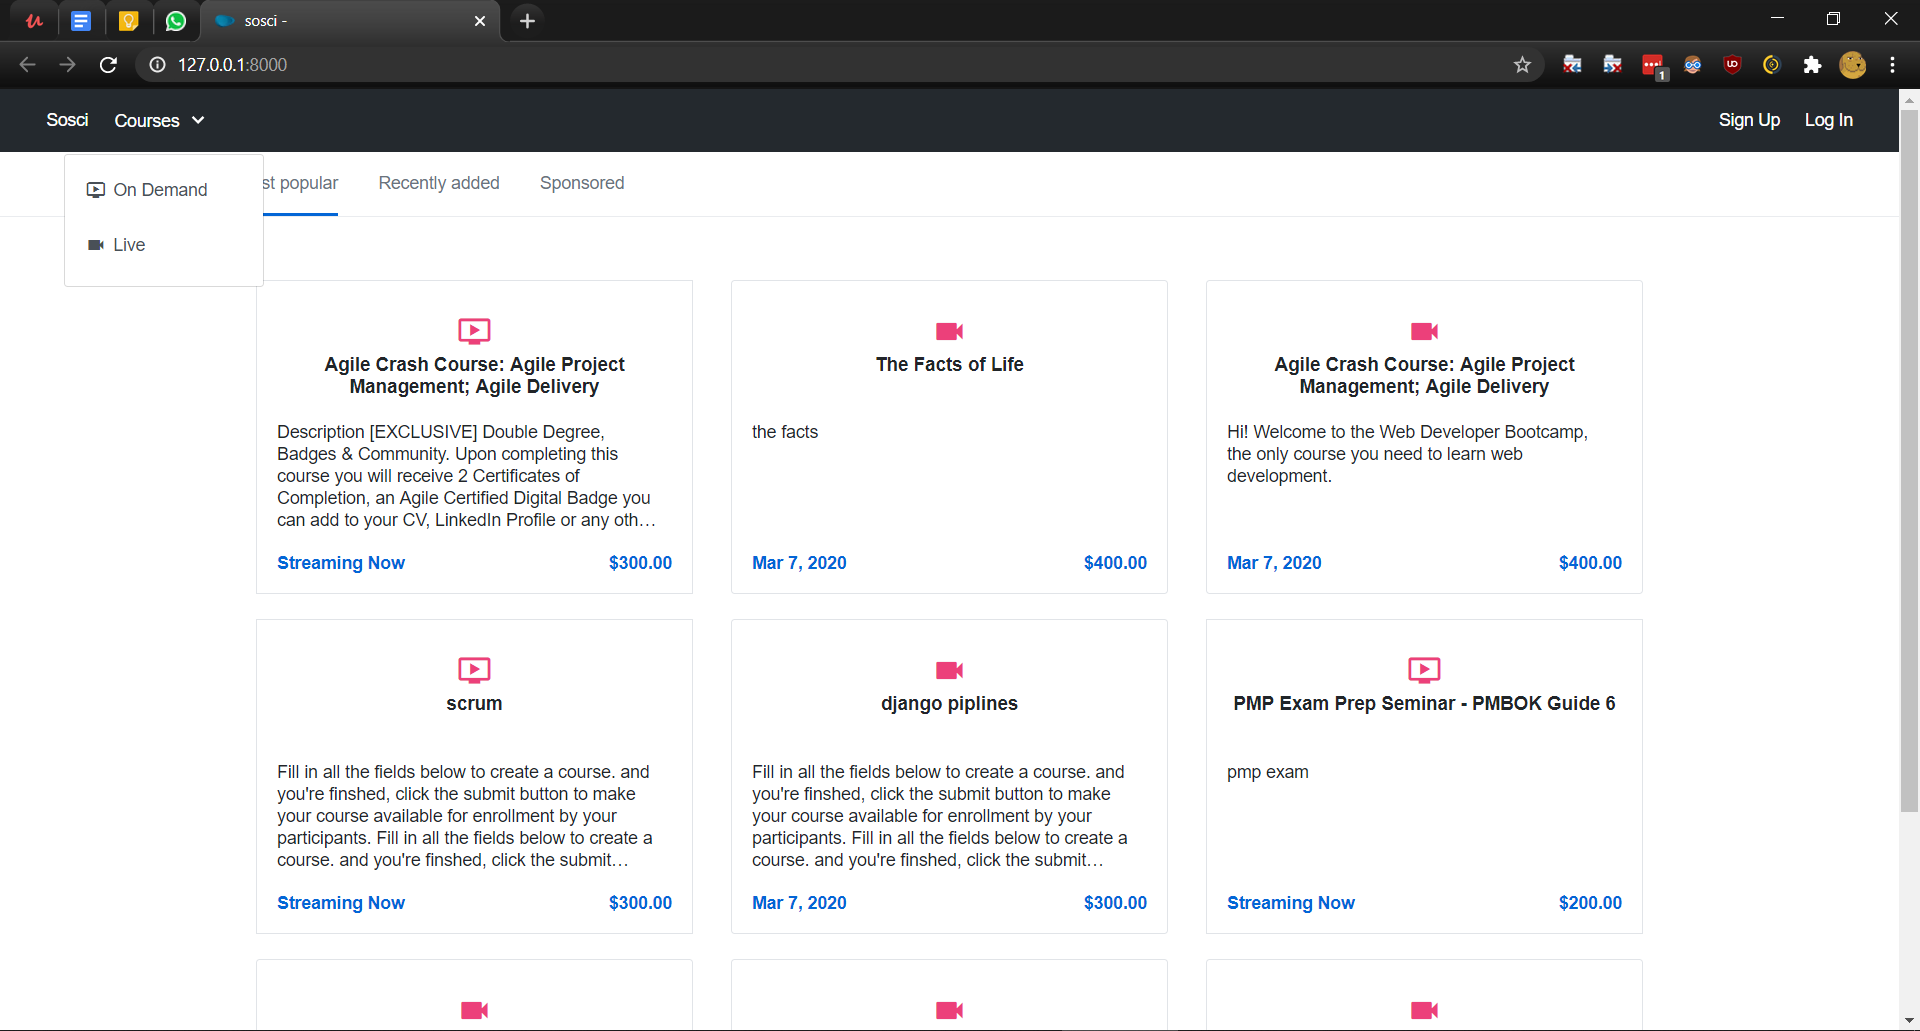 sosci -
127.0.0.1:8000
1
Sosci
Courses
Sign Up
Log In
On Demand
Live
st popular
Recently added
Sponsored
Agile Crash Course: Agile Project
Management; Agile Delivery
Description [EXCLUSIVE] Double Degree,
Badges & Community. Upon completing this
course you will receive 2 Certificates of
Completion, an Agile Certified Digital Badge you
can add to your CV, LinkedIn Profile or any oth…
Streaming Now
$300.00
The Facts of Life
the facts
Mar 7, 2020
$400.00
Agile Crash Course: Agile Project
Management; Agile Delivery
Hi! Welcome to the Web Developer Bootcamp,
the only course you need to learn web
development.
Mar 7, 2020
$400.00
scrum
Fill in all the fields below to create a course. and
you're finshed, click the submit button to make
your course available for enrollment by your
participants. Fill in all the fields below to create a
course. and you're finshed, click the submit…
Streaming Now
$300.00
django piplines
Fill in all the fields below to create a course. and
you're finshed, click the submit button to make
your course available for enrollment by your
participants. Fill in all the fields below to create a
course. and you're finshed, click the submit…
Mar 7, 2020
$300.00
PMP Exam Prep Seminar - PMBOK Guide 6
pmp exam
Streaming Now
$200.00